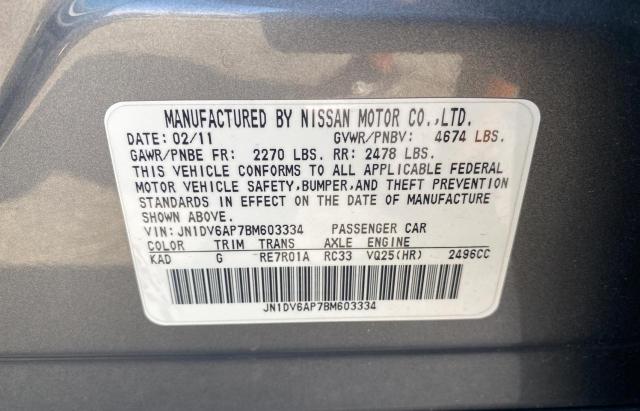 MANUFACTURED BY NISSAN MOTOR CO.,LTD.
DATE: 02/11 GVWR/PNBV: 4674 LBS.
GAWR/PNBE FR: 2270 LBS. RR: 2478 LBS.
THIS VEHICLE CONFORMS TO ALL APPLICABLE FEDERAL
MOTOR VEHICLE SAFETY,BUMPER,AND THEFT PREVENTION
STANDARDS IN EFFECT ON THE DATE OF MANUFACTURE
SHOWN ABOVE.
VIN: JN1DV6AP7BM603334 PASSENGER CAR
COLOR TRIM TRANS AXLE ENGINE
KAD G RE7R01A RC33 VQ25(HR) 2496CC
JN1DV6AP7BM603334